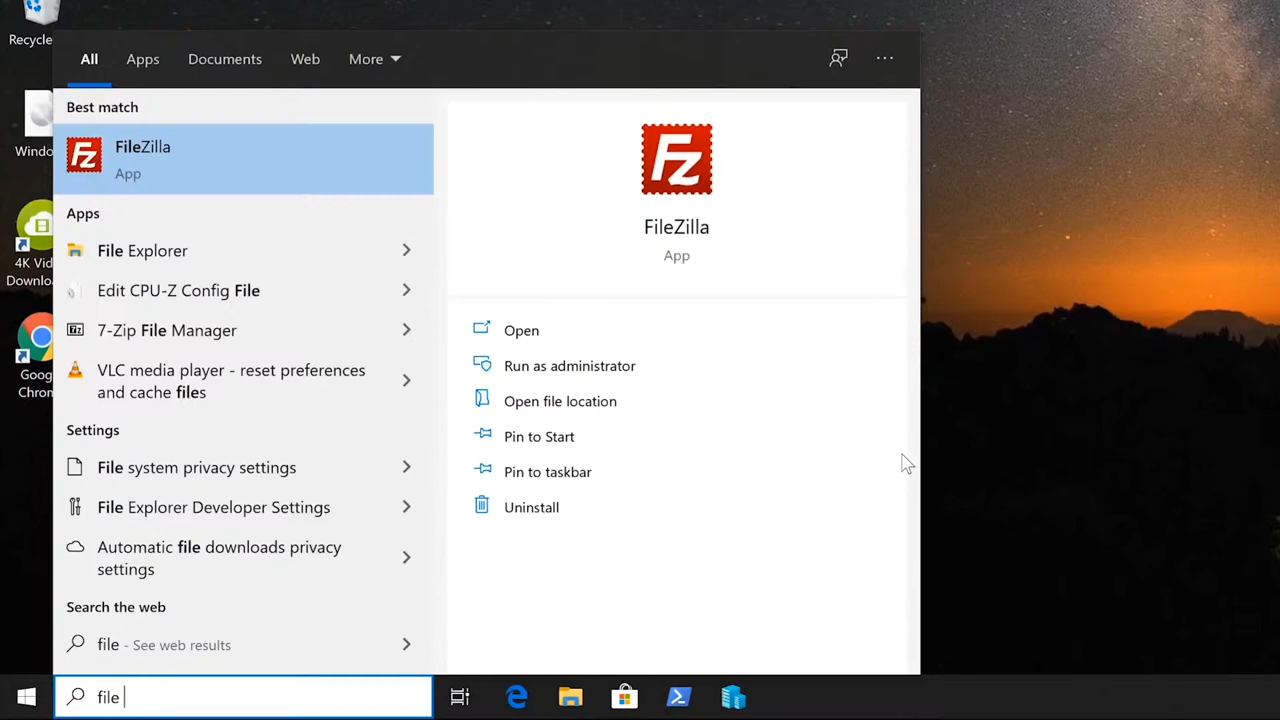 Recycle
Windo
4K Vid
Downlo
Goog
Chron
All
Apps
Documents
Web
More
Best match
FileZilla
App
Apps
File Explorer
Edit CPU-Z Config File
7-Zip File Manager
VLC media player - reset preferences
and cache files
Settings
File system privacy settings
File Explorer Developer Settings
Automatic file downloads privacy
settings
Search the web
file - See web results
file
Fz
FileZilla
App
Open
Run as administrator
Open file location
Pin to Start
Pin to taskbar
Uninstall